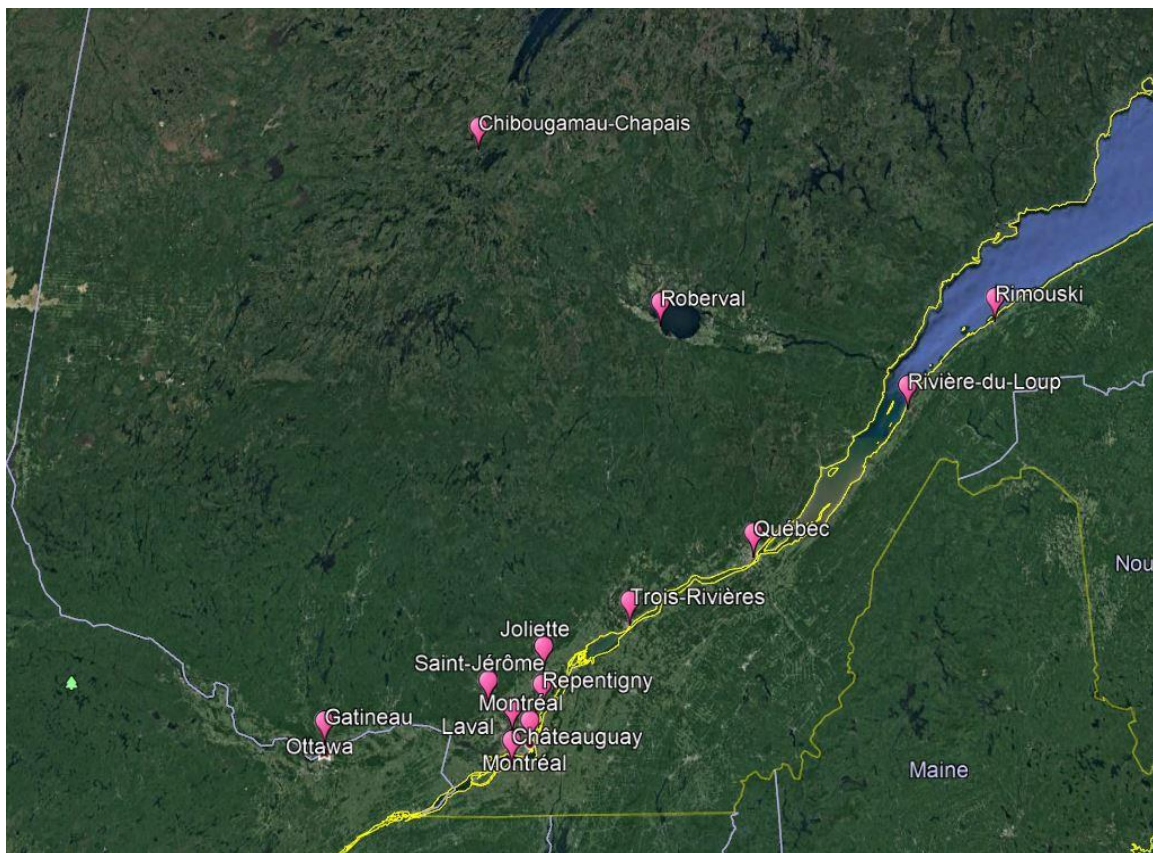 Chibougamau-Chapais
Roberval
Rimouski
Rivière-du-Loup
Québec
Nou
Trois-Rivières
Joliette
Saint-Jérôme
Repentigny
Montréal
Gatineau
Laval
Châteauguay
Ottawa
Montréal
Maine